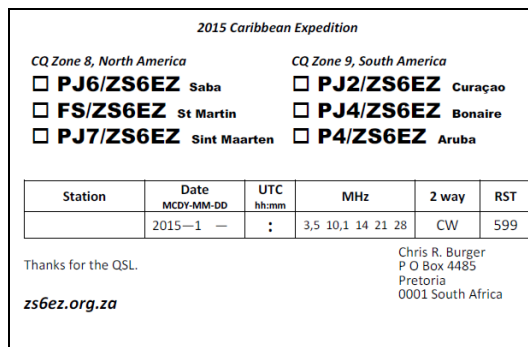 2015 Caribbean Expedition
CQ Zone 8, North America
☐ PJ6/ZS6EZ Saba
☐ FS/ZS6EZ St Martin
☐ PJ7/ZS6EZ Sint Maarten
CQ Zone 9, South America
☐ PJ2/ZS6EZ Curaçao
☐ PJ4/ZS6EZ Bonaire
☐ P4/ZS6EZ Aruba
Station Date UTC MHz 2 way RST
MCDY-MM-DD hh:mm
2015—1 — : 3,5 10,1 14 21 28 CW 599
Thanks for the QSL.
zs6ez.org.za
Chris R. Burger
P O Box 4485
Pretoria
0001 South Africa